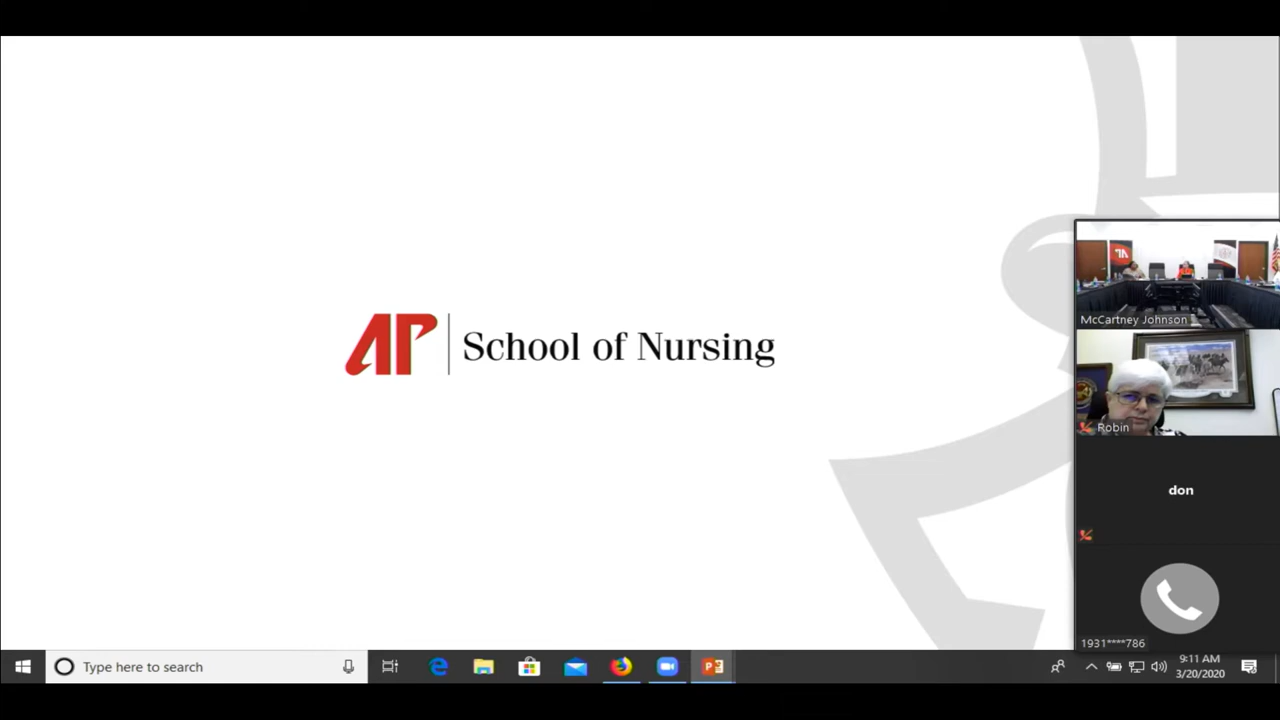 AP School of Nursing
McCartney Johnson
Robin
don
1931****786
Type here to search
9:11 AM
3/20/2020